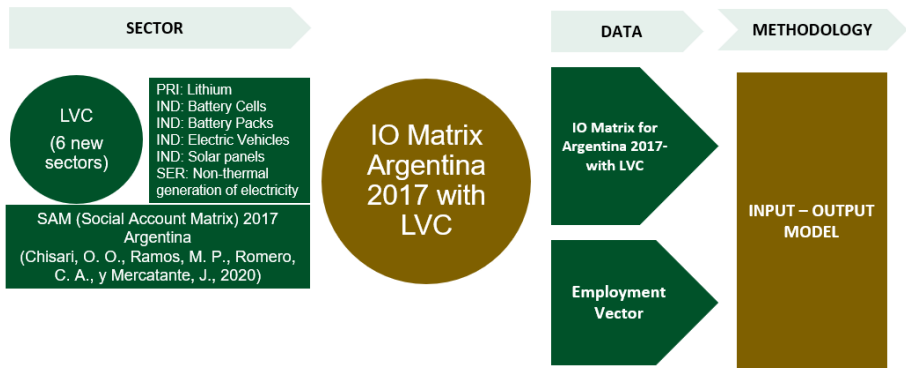 SECTOR
LVC
(6 new
sectors)
PRI: Lithium
IND: Battery Cells
IND: Battery Packs
IND: Electric Vehicles
IND: Solar panels
SER: Non-thermal
generation of electricity
SAM (Social Account Matrix) 2017
Argentina
(Chisari, O. O., Ramos, M. P., Romero,
C. A., y Mercatante, J., 2020)
IO Matrix
Argentina
2017 with
LVC
DATA
IO Matrix for
Argentina 2017-
with LVC
Employment
Vector
METHODOLOGY
INPUT – OUTPUT
MODEL